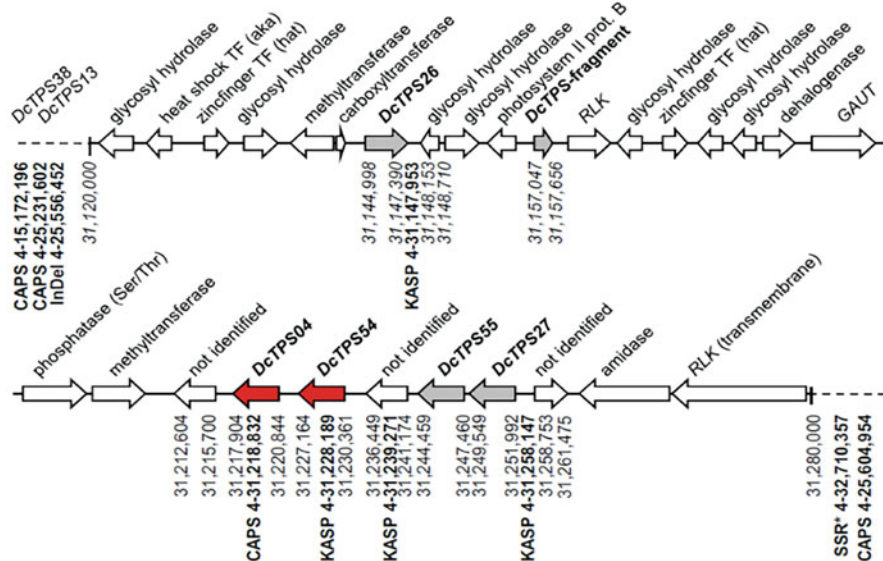 DcTPS38
DcTPS13
glycosyl hydrolase
heat shock TF (aka)
zincfinger TF (hat)
glycosyl hydrolase
methyltransferase
carboxyltransferase
DcTPS26
glycosyl hydrolase
glycosyl hydrolase
photosystem II prot. B
DcTPS-fragment
RLK
glycosyl hydrolase
zincfinger TF (hat)
glycosyl hydrolase
glycosyl hydrolase
dehalogenase
GAUT
CAPS 4-15,172,196
CAPS 4-25,231,602
InDel 4-25,556,452
31,120,000
31,144,998
31,147,390
KASP 4-31,147,953
31,148,153
31,148,710
31,157,047
31,157,656
phosphatase (Ser/Thr)
methyltransferase
not identified
DcTPS04
DcTPS54
not identified
DcTPS55
DcTPS27
not identified
amidase
RLK (transmembrane)
31,212,604
31,215,700
31,217,904
CAPS 4-31,218,832
31,220,844
31,227,164
KASP 4-31,228,189
31,230,361
31,236,449
KASP 4-31,239,271
31,241,174
31,244,459
31,247,460
31,249,549
31,251,992
KASP 4-31,258,147
31,258,753
31,261,475
31,280,000
SSR* 4-32,710,357
CAPS 4-25,604,954